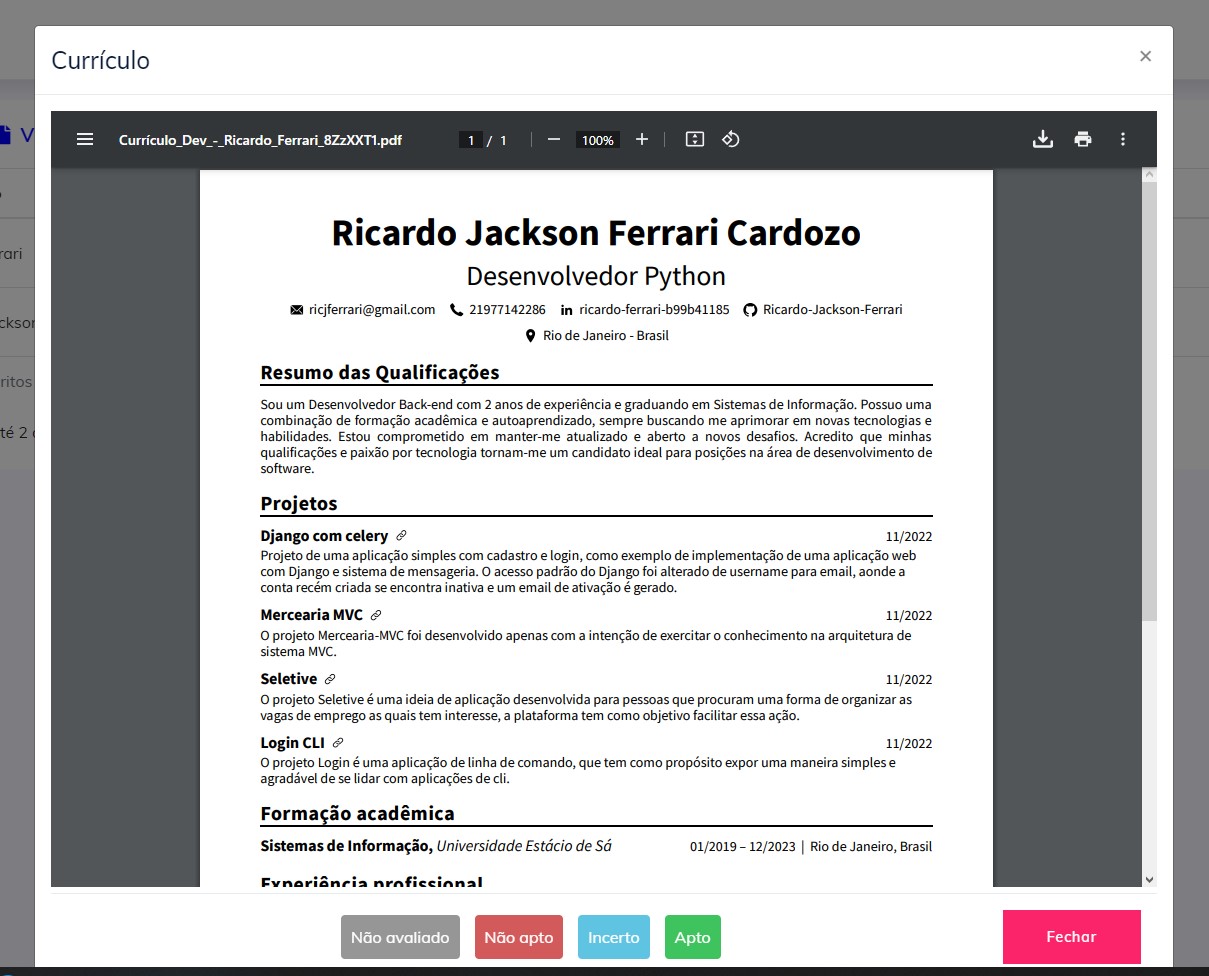 Currículo
×
V
Currículo_Dev_-_Ricardo_Ferrari_8ZzXXT1.pdf
1 / 1
100%
Ricardo Jackson Ferrari Cardozo
Desenvolvedor Python
ricjferrari@gmail.com 21977142286 in ricardo-ferrari-b99b41185 Ricardo-Jackson-Ferrari
Rio de Janeiro - Brasil
rrari
ckson
ritos
té 2
Resumo das Qualificações
Sou um Desenvolvedor Back-end com 2 anos de experiência e graduando em Sistemas de Informação. Possuo uma
combinação de formação acadêmica e autoaprendizado, sempre buscando me aprimorar em novas tecnologias e
habilidades. Estou comprometido em manter-me atualizado e aberto a novos desafios. Acredito que minhas
qualificações e paixão por tecnologia tornam-me um candidato ideal para posições na área de desenvolvimento de
software.
Projetos
Django com celery 11/2022
Projeto de uma aplicação simples com cadastro e login, como exemplo de implementação de uma aplicação web
com Django e sistema de mensageria. O acesso padrão do Django foi alterado de username para email, aonde a
conta recém criada se encontra inativa e um email de ativação é gerado.
Mercearia MVC 11/2022
O projeto Mercearia-MVC foi desenvolvido apenas com a intenção de exercitar o conhecimento na arquitetura de
sistema MVC.
Seletive 11/2022
O projeto Seletive é uma ideia de aplicação desenvolvida para pessoas que procuram uma forma de organizar as
vagas de emprego as quais tem interesse, a plataforma tem como objetivo facilitar essa ação.
Login CLI 11/2022
O projeto Login é uma aplicação de linha de comando, que tem como propósito expor uma maneira simples e
agradável de se lidar com aplicações de cli.
Formação acadêmica
Sistemas de Informação, Universidade Estácio de Sá 01/2019 – 12/2023 | Rio de Janeiro, Brasil
Experiência profissional
Não avaliado
Não apto
Incerto
Apto
Fechar